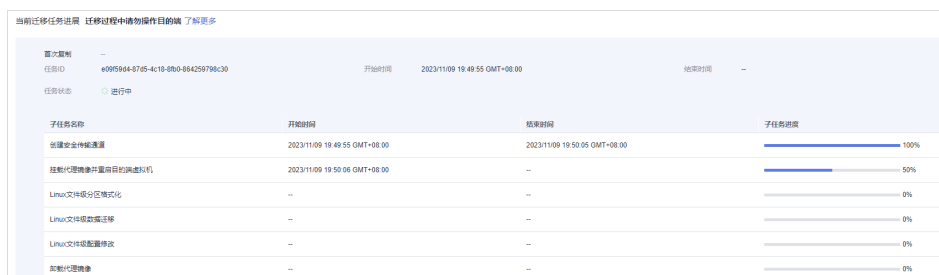 当前迁移任务进展 迁移过程中请勿操作目的端 了解更多
首次复制 --
任务ID e09f59d4-87d5-4c18-8fb0-864259798c30 开始时间 2023/11/09 19:49:55 GMT+08:00 结束时间 --
任务状态 进行中
子任务名称 开始时间 结束时间 子任务进度
创建安全传输通道 2023/11/09 19:49:55 GMT+08:00 2023/11/09 19:50:05 GMT+08:00 100%
挂载代理镜像并重启目的端虚拟机 2023/11/09 19:50:06 GMT+08:00 -- 50%
Linux文件级分区格式化 -- -- 0%
Linux文件级数据迁移 -- -- 0%
Linux文件级配置修改 -- -- 0%
卸载代理镜像 -- -- 0%